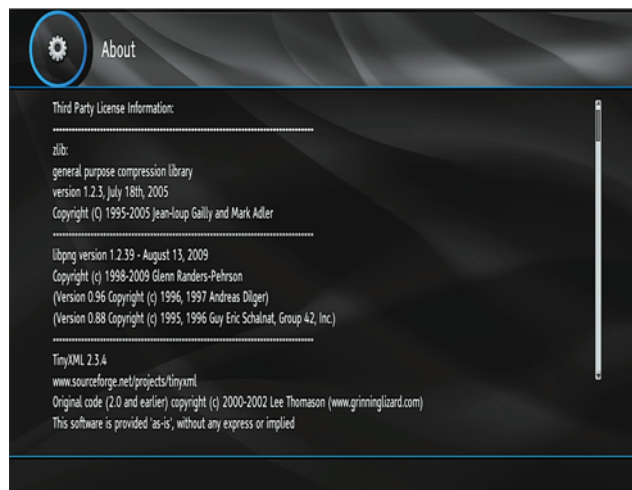 About
Third Party License Information:
zlib:
general purpose compression library
version 1.2.3, July 18th, 2005
Copyright (C) 1995-2005 Jean-loup Gailly and Mark Adler
libpng version 1.2.39 - August 13, 2009
Copyright (c) 1998-2009 Glenn Randers-Pehrson
(Version 0.96 Copyright (c) 1996, 1997 Andreas Dilger)
(Version 0.88 Copyright (c) 1995, 1996 Guy Eric Schalnat, Group 42, Inc.)
TinyXML 2.3.4
www.sourceforge.net/projects/tinyxml
Original code (2.0 and earlier) copyright (c) 2000-2002 Lee Thomason (www.grinninglizard.com)
This software is provided 'as-is', without any express or implied